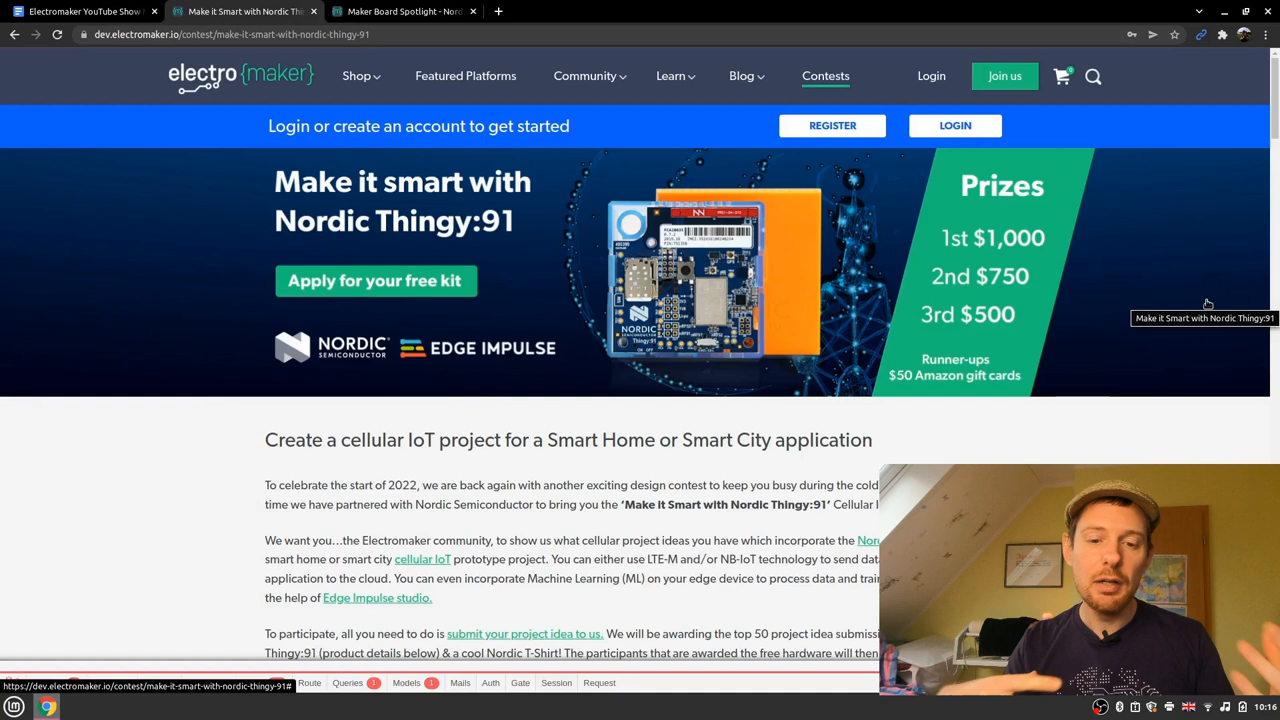 Electromaker YouTube Show
Make it Smart with Nordic Thi
Maker Board Spotlight - Nord
dev.electromaker.io/contest/make-it-smart-with-nordic-thingy-91
electro{maker}
Shop
Featured Platforms
Community
Learn
Blog
Contests
Login
Join us
0
Login or create an account to get started
REGISTER
LOGIN
Make it smart with
Nordic Thingy:91
Apply for your free kit
NORDIC
SEMICONDUCTOR
EDGE IMPULSE
NORDIC
Thingy:91
Prizes
1st $1,000
2nd $750
3rd $500
Runner-ups
$50 Amazon gift cards
Make it Smart with Nordic Thingy:91
Create a cellular IoT project for a Smart Home or Smart City application
To celebrate the start of 2022, we are back again with another exciting design contest to keep you busy during the cold
time we have partnered with Nordic Semiconductor to bring you the 'Make It Smart with Nordic Thingy:91' Cellular I
We want you...the Electromaker community, to show us what cellular project ideas you have which incorporate the Nor
smart home or smart city cellular IoT prototype project. You can either use LTE-M and/or NB-IoT technology to send data
application to the cloud. You can even incorporate Machine Learning (ML) on your edge device to process data and train
the help of Edge Impulse studio.
To participate, all you need to do is submit your project idea to us. We will be awarding the top 50 project idea submissi
Thingy:91 (product details below) & a cool Nordic T-Shirt! The participants that are awarded the free hardware will then
Route
Queries 1
Models 1
Mails
Auth
Gate
Session
Request
https://dev.electromaker.io/contest/make-it-smart-with-nordic-thingy-91#
10:16